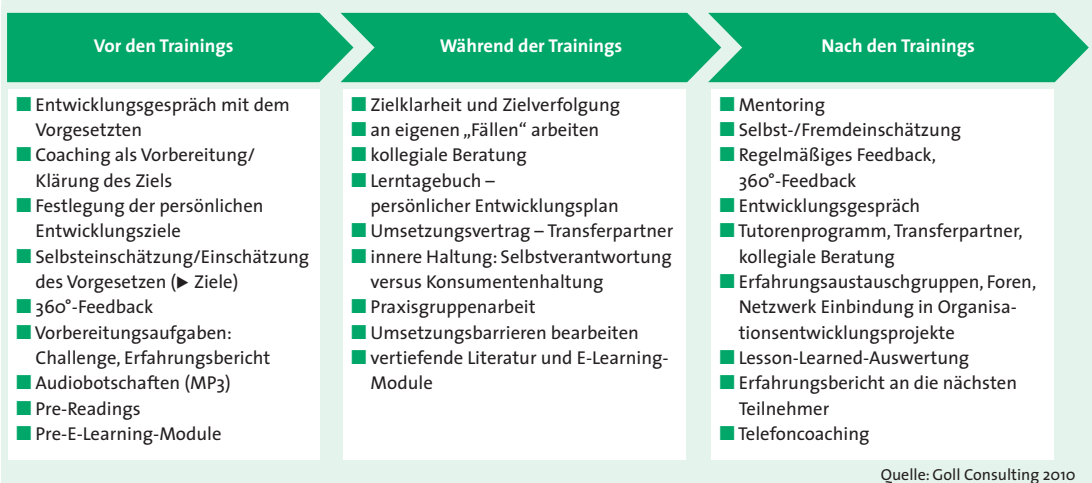 Vor den Trainings
Während der Trainings
Nach den Trainings
■ Entwicklungsgespräch mit dem
Vorgesetzten
■ Coaching als Vorbereitung/
Klärung des Ziels
■ Festlegung der persönlichen
Entwicklungsziele
■ Selbsteinschätzung/Einschätzung
des Vorgesetzen (► Ziele)
■ 360°-Feedback
■ Vorbereitungsaufgaben:
Challenge, Erfahrungsbericht
■ Audiobotschaften (MP3)
■ Pre-Readings
■ Pre-E-Learning-Module
■ Zielklarheit und Zielverfolgung
■ an eigenen „Fällen“ arbeiten
■ kollegiale Beratung
■ Lerntagebuch –
persönlicher Entwicklungsplan
■ Umsetzungsvertrag – Transferpartner
■ innere Haltung: Selbstverantwortung
versus Konsumentenhaltung
■ Praxisgruppenarbeit
■ Umsetzungsbarrieren bearbeiten
■ vertiefende Literatur und E-Learning-
Module
■ Mentoring
■ Selbst-/Fremdeinschätzung
■ Regelmäßiges Feedback,
360°-Feedback
■ Entwicklungsgespräch
■ Tutorenprogramm, Transferpartner,
kollegiale Beratung
■ Erfahrungsaustauschgruppen, Foren,
Netzwerk Einbindung in Organisa-
tionsentwicklungsprojekte
■ Lesson-Learned-Auswertung
■ Erfahrungsbericht an die nächsten
Teilnehmer
■ Telefoncoaching
Quelle: Goll Consulting 2010